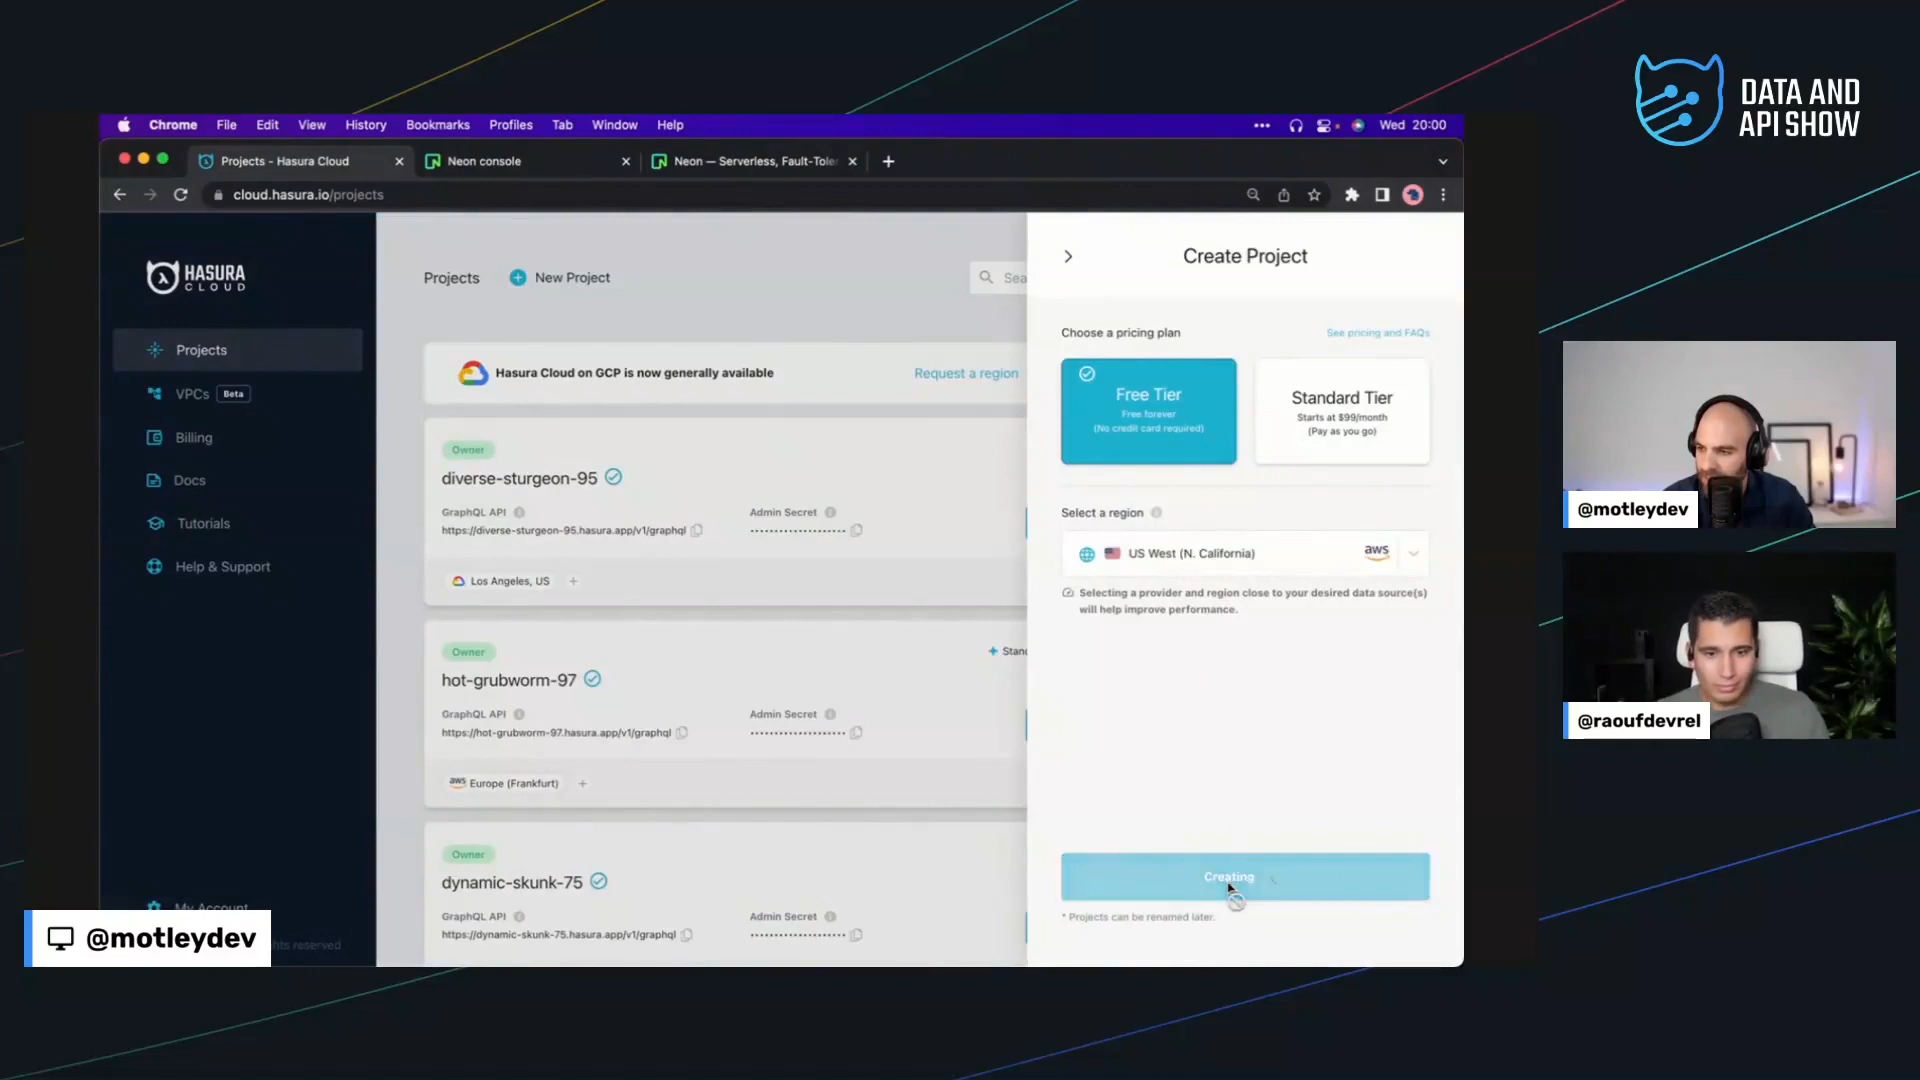 DATA AND
API SHOW
Chrome File Edit View History Bookmarks Profiles Tab Window Help
Wed 20:00
Projects - Hasura Cloud
Neon console
Neon — Serverless, Fault-Toler
cloud.hasura.io/projects
HASURA
CLOUD
Projects
VPCs Beta
Billing
Docs
Tutorials
Help & Support
My Account
hts reserved
Projects
New Project
Sea
Hasura Cloud on GCP is now generally available
Request a region
Owner
diverse-sturgeon-95
GraphQL API
Admin Secret
https://diverse-sturgeon-95.hasura.app/v1/graphql
Los Angeles, US +
Owner
Stand
hot-grubworm-97
GraphQL API
Admin Secret
https://hot-grubworm-97.hasura.app/v1/graphql
aws Europe (Frankfurt) +
Owner
dynamic-skunk-75
GraphQL API
Admin Secret
https://dynamic-skunk-75.hasura.app/v1/graphql
Create Project
Choose a pricing plan
See pricing and FAQs
Free Tier
Free forever
(No credit card required)
Standard Tier
Starts at $99/month
(Pay as you go)
Select a region
US West (N. California)
aws
Selecting a provider and region close to your desired data source(s)
will help improve performance.
Creating
* Projects can be renamed later.
@motleydev
@raoufdevrel
@motleydev